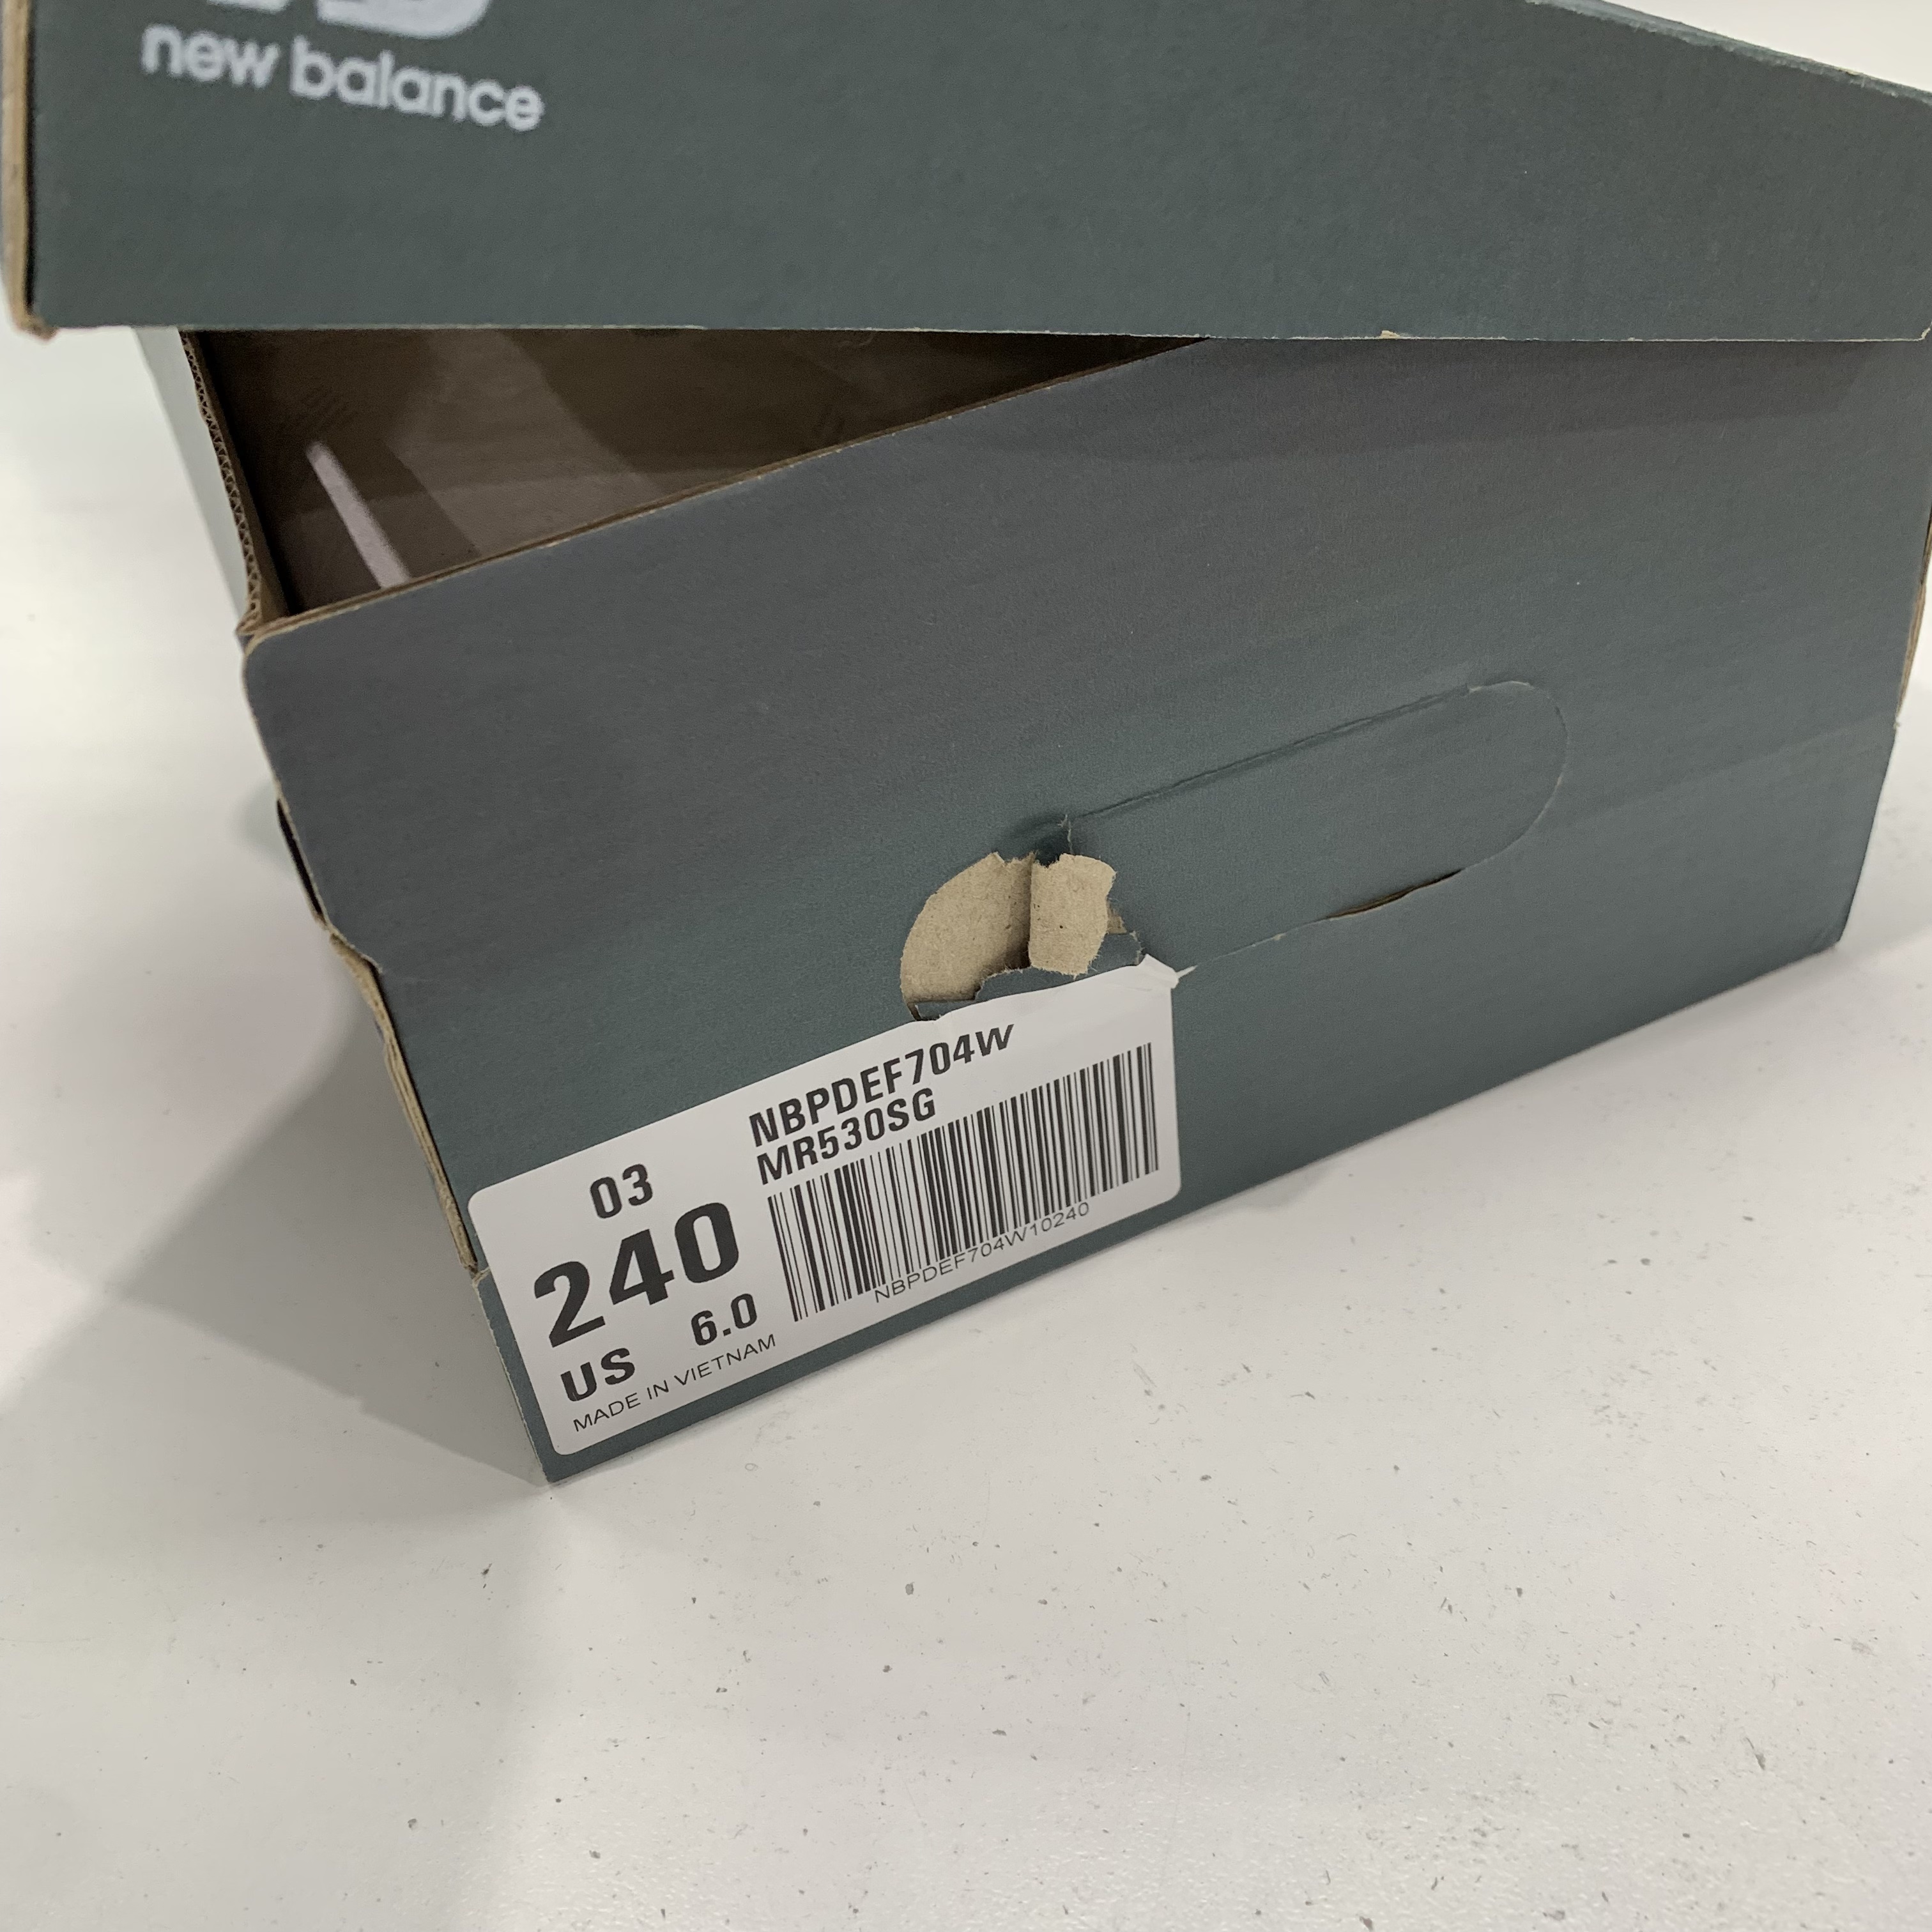 new balance
NBPDEF704W
MR530SG
03
240
US 6.0
NBPDEF704W10240
MADE IN VIETNAM